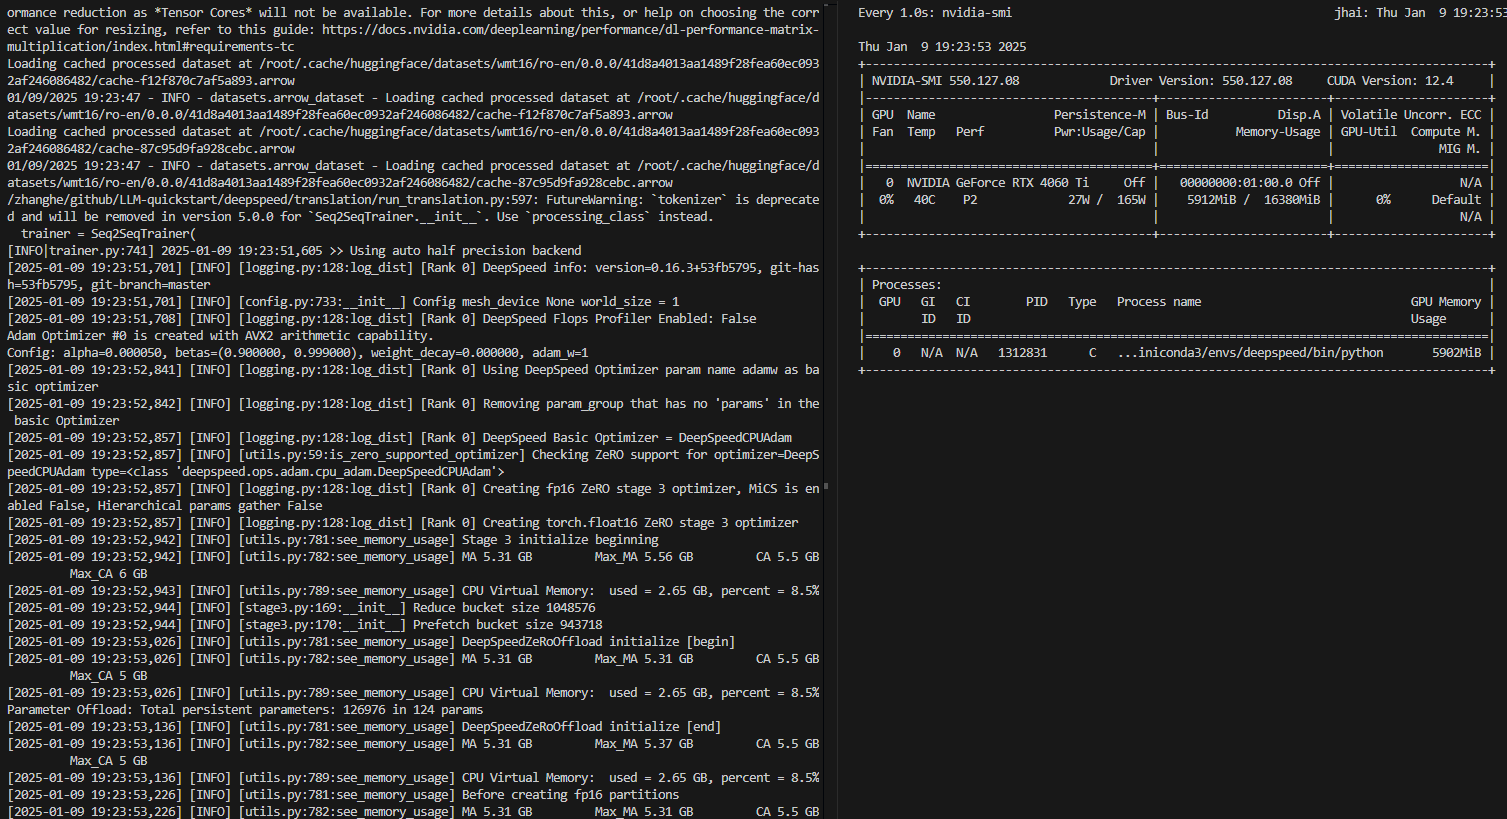 ormance reduction as *Tensor Cores* will not be available. For more details about this, or help on choosing the corr
ect value for resizing, refer to this guide: https://docs.nvidia.com/deeplearning/performance/dl-performance-matrix-
multiplication/index.html#requirements-tc
Loading cached processed dataset at /root/.cache/huggingface/datasets/wmt16/ro-en/0.0.0/41d8a4013aa1489f28fea60ec093
2af246086482/cache-f12f870c7af5a893.arrow
01/09/2025 19:23:47 - INFO - datasets.arrow_dataset - Loading cached processed dataset at /root/.cache/huggingface/d
atasets/wmt16/ro-en/0.0.0/41d8a4013aa1489f28fea60ec0932af246086482/cache-f12f870c7af5a893.arrow
Loading cached processed dataset at /root/.cache/huggingface/datasets/wmt16/ro-en/0.0.0/41d8a4013aa1489f28fea60ec093
2af246086482/cache-87c95d9fa928cebc.arrow
01/09/2025 19:23:47 - INFO - datasets.arrow_dataset - Loading cached processed dataset at /root/.cache/huggingface/d
atasets/wmt16/ro-en/0.0.0/41d8a4013aa1489f28fea60ec0932af246086482/cache-87c95d9fa928cebc.arrow
/zhanghe/github/LLM-quickstart/deepspeed/translation/run_translation.py:597: FutureWarning: `tokenizer` is deprecate
d and will be removed in version 5.0.0 for `Seq2SeqTrainer.__init__`. Use `processing_class` instead.
  trainer = Seq2SeqTrainer(
[INFO|trainer.py:741] 2025-01-09 19:23:51,605 >> Using auto half precision backend
[2025-01-09 19:23:51,701] [INFO] [logging.py:128:log_dist] [Rank 0] DeepSpeed info: version=0.16.3+53fb5795, git-has
h=53fb5795, git-branch=master
[2025-01-09 19:23:51,701] [INFO] [config.py:733:__init__] Config mesh_device None world_size = 1
[2025-01-09 19:23:51,708] [INFO] [logging.py:128:log_dist] [Rank 0] DeepSpeed Flops Profiler Enabled: False
Adam Optimizer #0 is created with AVX2 arithmetic capability.
Config: alpha=0.000050, betas=(0.900000, 0.999000), weight_decay=0.000000, adam_w=1
[2025-01-09 19:23:52,841] [INFO] [logging.py:128:log_dist] [Rank 0] Using DeepSpeed Optimizer param name adamw as ba
sic optimizer
[2025-01-09 19:23:52,842] [INFO] [logging.py:128:log_dist] [Rank 0] Removing param_group that has no 'params' in the
 basic Optimizer
[2025-01-09 19:23:52,857] [INFO] [logging.py:128:log_dist] [Rank 0] DeepSpeed Basic Optimizer = DeepSpeedCPUAdam
[2025-01-09 19:23:52,857] [INFO] [utils.py:59:is_zero_supported_optimizer] Checking ZeRO support for optimizer=DeepS
peedCPUAdam type=<class 'deepspeed.ops.adam.cpu_adam.DeepSpeedCPUAdam'>
[2025-01-09 19:23:52,857] [INFO] [logging.py:128:log_dist] [Rank 0] Creating fp16 ZeRO stage 3 optimizer, MiCS is en
abled False, Hierarchical params gather False
[2025-01-09 19:23:52,857] [INFO] [logging.py:128:log_dist] [Rank 0] Creating torch.float16 ZeRO stage 3 optimizer
[2025-01-09 19:23:52,942] [INFO] [utils.py:781:see_memory_usage] Stage 3 initialize beginning
[2025-01-09 19:23:52,942] [INFO] [utils.py:782:see_memory_usage] MA 5.31 GB         Max_MA 5.56 GB         CA 5.5 GB
        Max_CA 6 GB
[2025-01-09 19:23:52,943] [INFO] [utils.py:789:see_memory_usage] CPU Virtual Memory:  used = 2.65 GB, percent = 8.5%
[2025-01-09 19:23:52,944] [INFO] [stage3.py:169:__init__] Reduce bucket size 1048576
[2025-01-09 19:23:52,944] [INFO] [stage3.py:170:__init__] Prefetch bucket size 943718
[2025-01-09 19:23:53,026] [INFO] [utils.py:781:see_memory_usage] DeepSpeedZeRoOffload initialize [begin]
[2025-01-09 19:23:53,026] [INFO] [utils.py:782:see_memory_usage] MA 5.31 GB         Max_MA 5.31 GB         CA 5.5 GB
        Max_CA 5 GB
[2025-01-09 19:23:53,026] [INFO] [utils.py:789:see_memory_usage] CPU Virtual Memory:  used = 2.65 GB, percent = 8.5%
Parameter Offload: Total persistent parameters: 126976 in 124 params
[2025-01-09 19:23:53,136] [INFO] [utils.py:781:see_memory_usage] DeepSpeedZeRoOffload initialize [end]
[2025-01-09 19:23:53,136] [INFO] [utils.py:782:see_memory_usage] MA 5.31 GB         Max_MA 5.37 GB         CA 5.5 GB
        Max_CA 5 GB
[2025-01-09 19:23:53,136] [INFO] [utils.py:789:see_memory_usage] CPU Virtual Memory:  used = 2.65 GB, percent = 8.5%
[2025-01-09 19:23:53,226] [INFO] [utils.py:781:see_memory_usage] Before creating fp16 partitions
[2025-01-09 19:23:53,226] [INFO] [utils.py:782:see_memory_usage] MA 5.31 GB         Max_MA 5.31 GB         CA 5.5 GB
Every 1.0s: nvidia-smi                                        jhai: Thu Jan  9 19:23:53
Thu Jan  9 19:23:53 2025
| NVIDIA-SMI 550.127.08             Driver Version: 550.127.08     CUDA Version: 12.4     |
| GPU  Name                 Persistence-M | Bus-Id          Disp.A | Volatile Uncorr. ECC
| Fan  Temp   Perf          Pwr:Usage/Cap |           Memory-Usage | GPU-Util  Compute M. |
|                                         |                        |               MIG M. |
|   0  NVIDIA GeForce RTX 4060 Ti     Off |   00000000:01:00.0 Off |                  N/A |
|  0%   40C    P2              27W /  165W |    5912MiB /  16380MiB |      0%      Default |
|                                         |                        |                  N/A |
| Processes:                                                                              |
|  GPU   GI   CI        PID   Type   Process name                              GPU Memory |
|        ID   ID                                                               Usage      |
|    0   N/A  N/A   1312831      C   ...iniconda3/envs/deepspeed/bin/python       5902MiB |